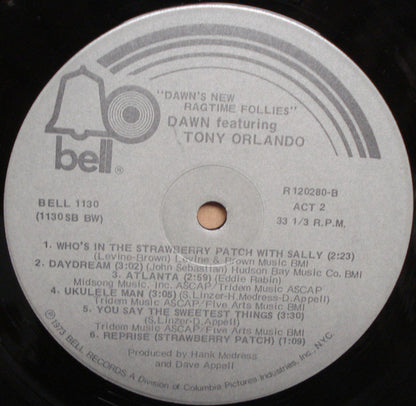 "DAWN'S NEW
RAGTIME FOLLIES"
DAWN featuring
TONY ORLANDO
bell®
BELL 1130
(1130 SB BW)
R 120280-B
ACT 2
33 1/3 R.P.M.
1. WHO'S IN THE STRAWBERRY PATCH WITH SALLY (2:23)
(Levine-Brown) Levine & Brown Music BMI
2. DAYDREAM (3:02) (John Sebastian) Hudson Bay Music Co. BMI
3. ATLANTA (2:59) (Eddie Rabin)
Midsong Music, Inc. ASCAP/ Tridem Music ASCAP
4. UKULELE MAN (3:05) (S.Linzer-H.Medress-D.Appell)
Tridem Music ASCAP/ Five Arts Music BMI
5. YOU SAY THE SWEETEST THINGS (3:30)
(S.Linzer-D.Appell)
Tridem Music ASCAP/ Five Arts Music BMI
6. REPRISE (STRAWBERRY PATCH) (1:09)
Produced by Hank Medress
and Dave Appell
℗1973 BELL RECORDS A Division of Columbia Pictures Industries, Inc., N.Y.C.